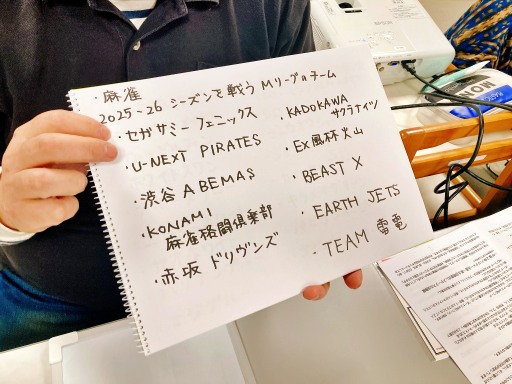 ・麻雀
2025-26 シーズンを戦う Mリーグのチーム
・セガサミーフェニックス
・U-NEXT PIRATES
・渋谷 ABEMAS
・KONAMI
麻雀格闘倶楽部
・赤坂 ドリヴンズ
・KADOKAWA
サクラナイツ
・EX風林火山
・BEAST X
・EARTH JETS
・TEAM 雷電
EPSON